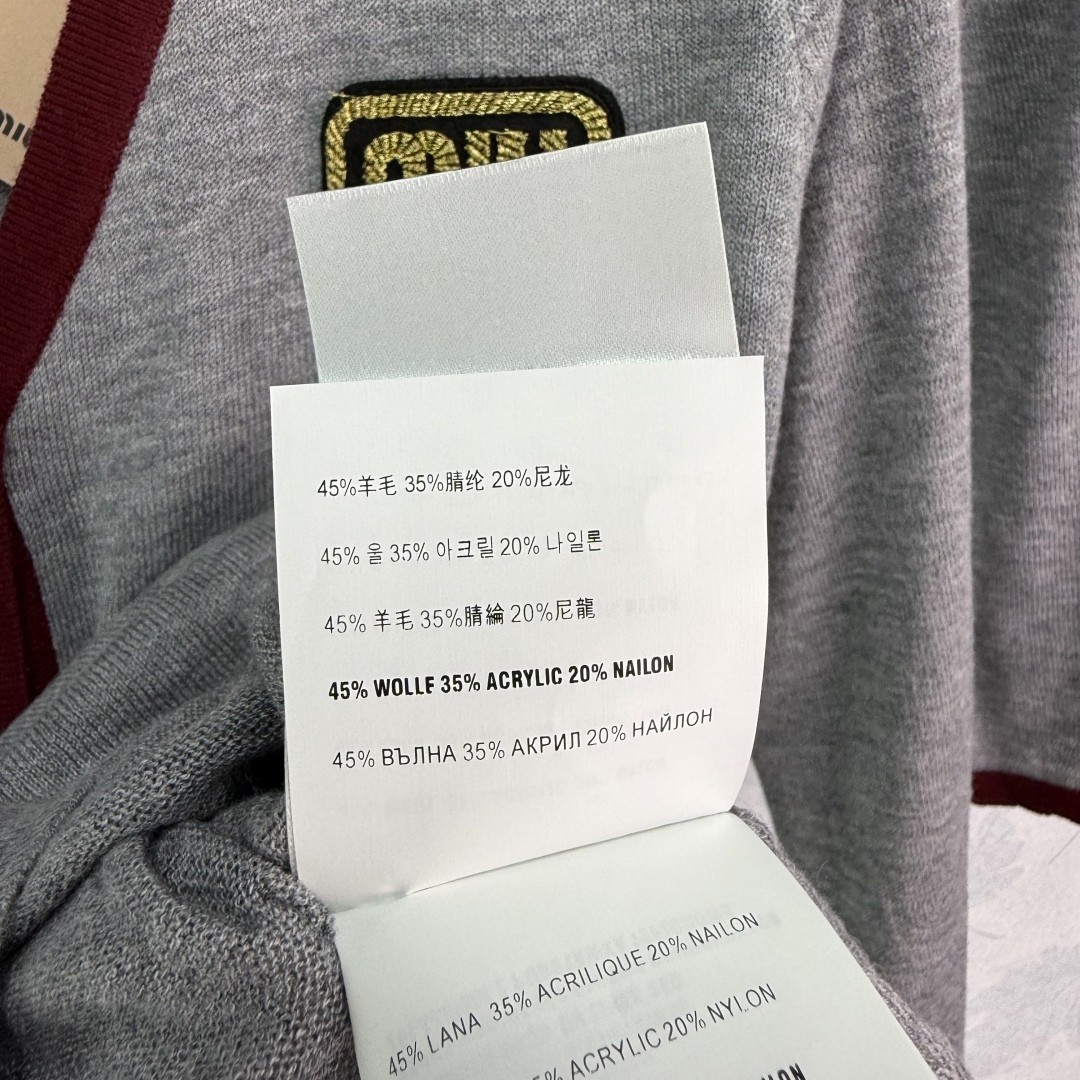 45%羊毛 35%腈纶 20%尼龙
45% 울 35% 아크릴 20% 나일론
45% 羊毛 35%腈綸 20%尼龍
45% WOLLE 35% ACRYLIC 20% NAILON
45% ВЪЛНА 35% АКРИЛ 20% НАЙЛОН
45% LANA 35% ACRILIQUE 20% NAILON
ACRYLIC 20% NYLON